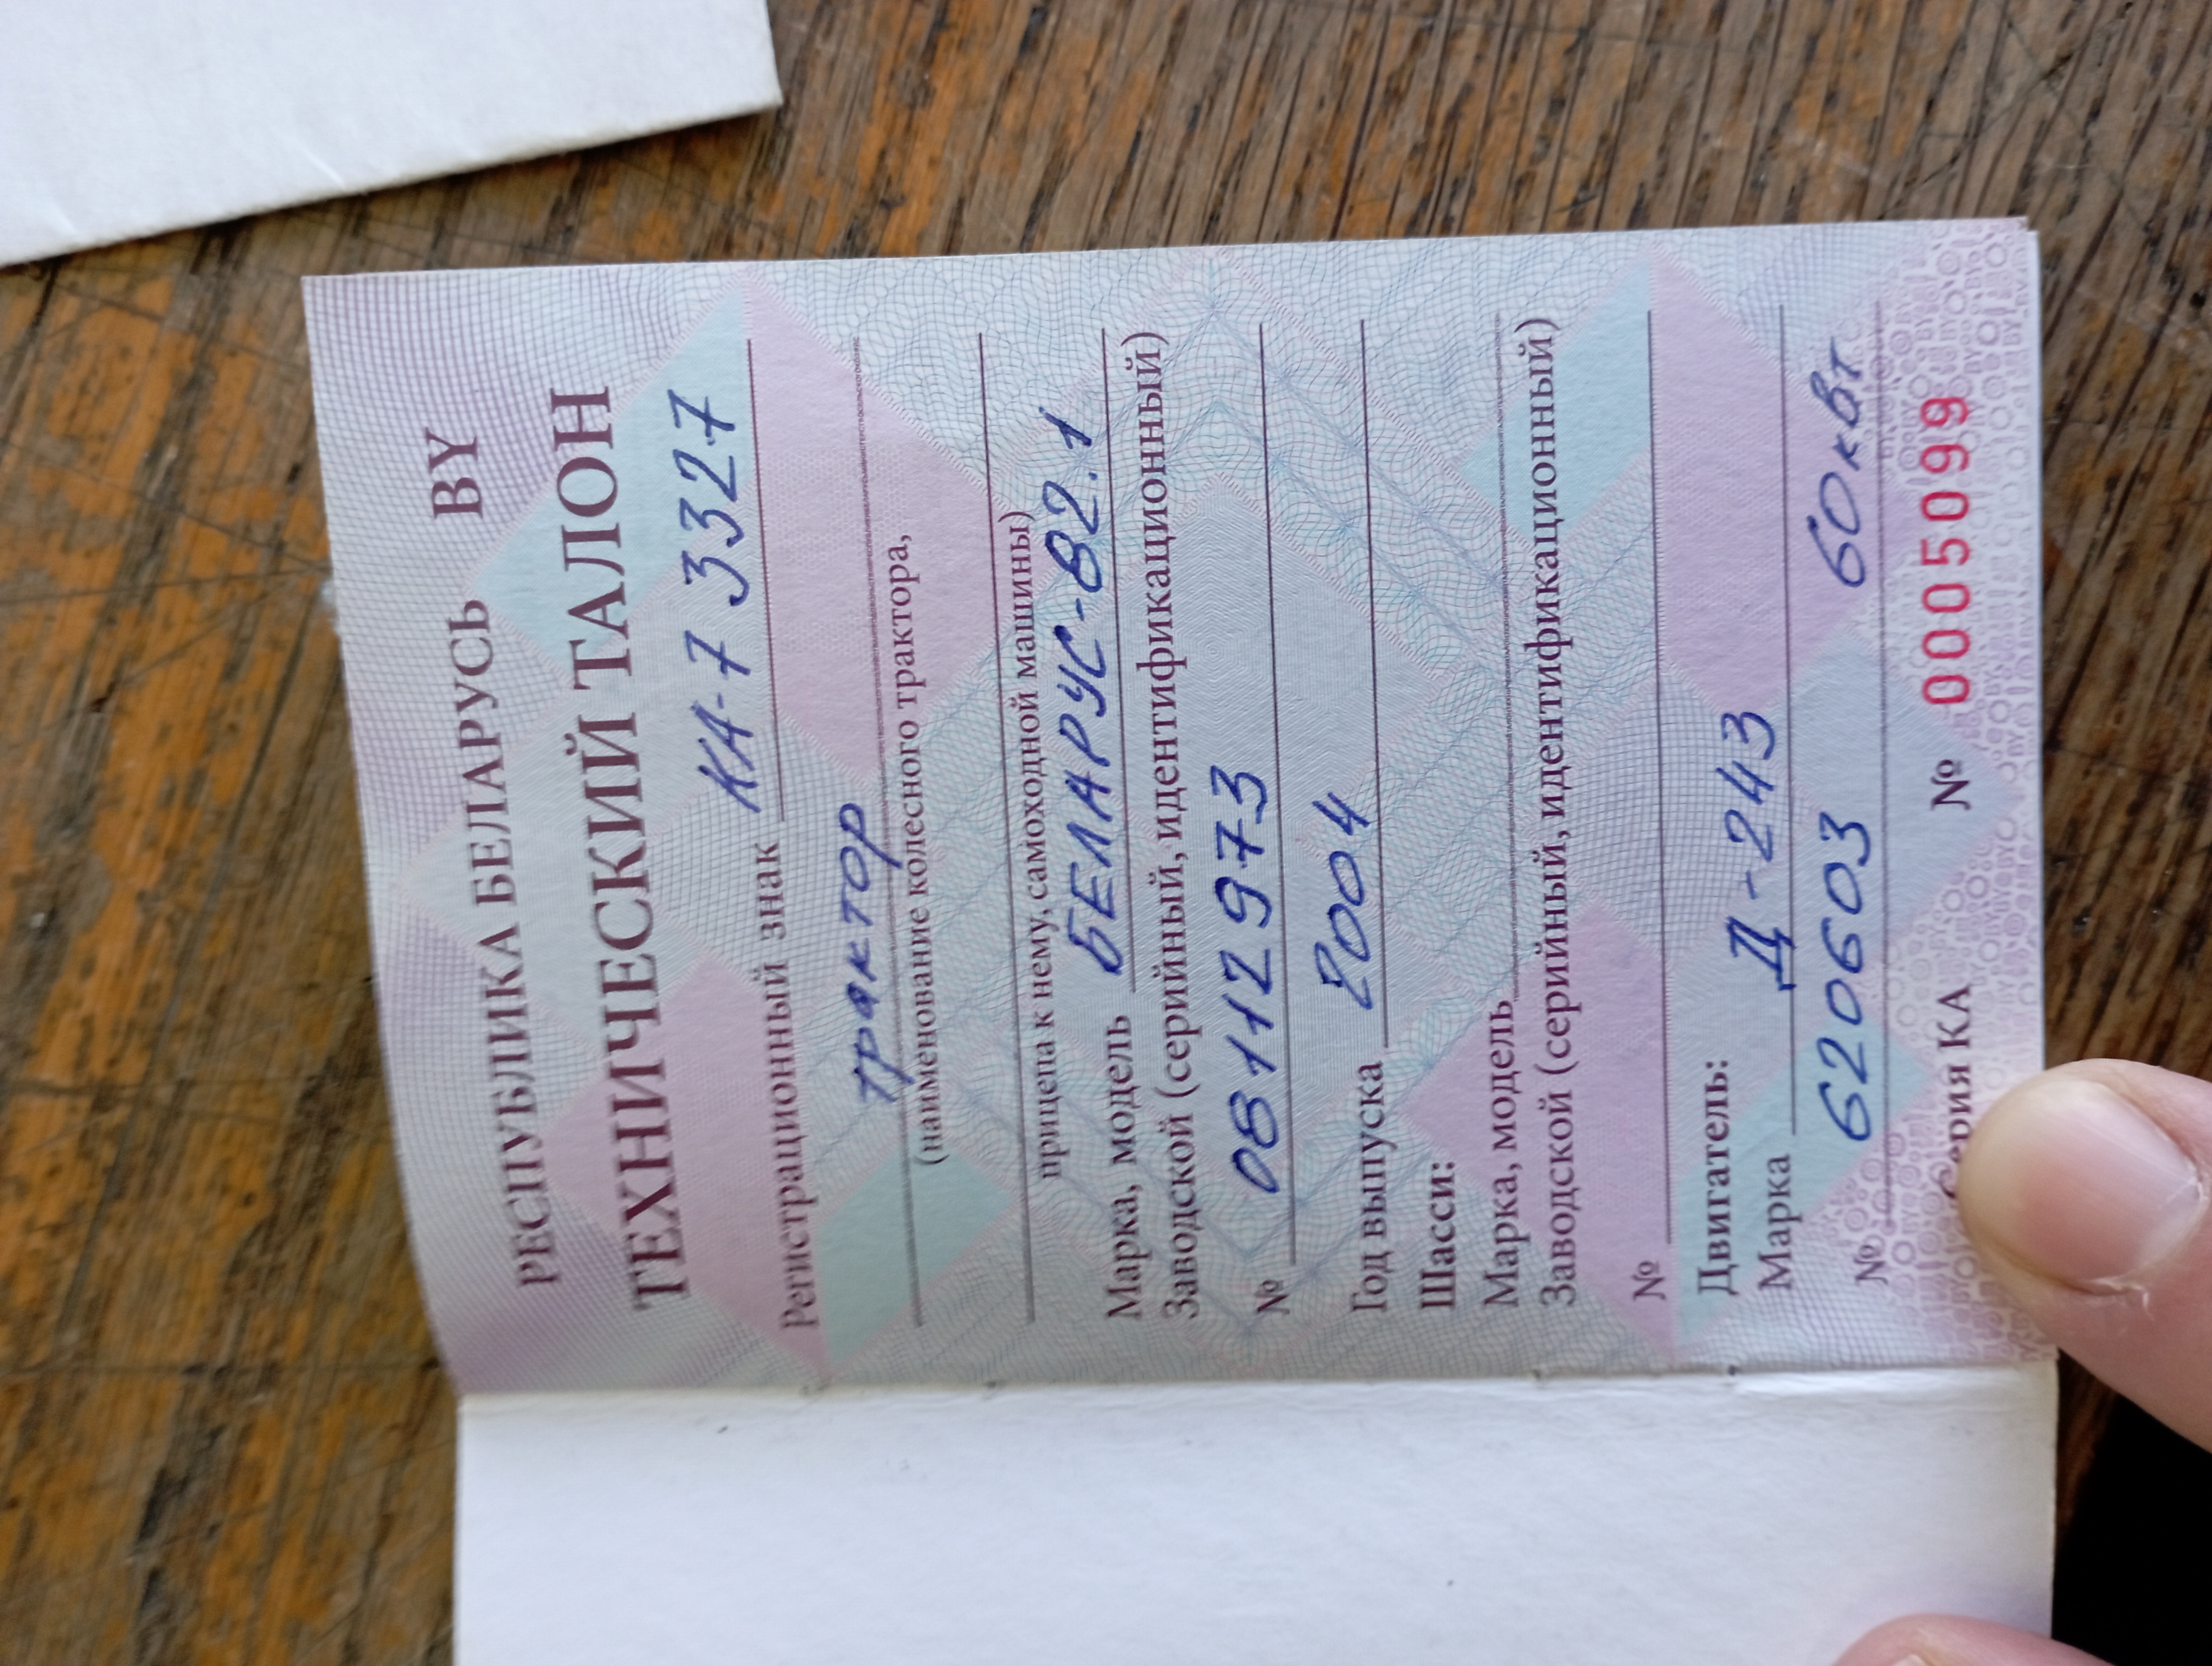 РЕСПУБЛИКА БЕЛАРУСЬ BY
ТЕХНИЧЕСКИЙ ТАЛОН
Регистрационный знак КА-7 3327
трактор
(наименование колесного трактора,
прицепа к нему, самоходной машины)
Марка, модель БЕЛАРУС-82.1
Заводской (серийный, идентификационный)
№ 08112973
Год выпуска 2004
Шасси:
Марка, модель
Заводской (серийный, идентификационный)
№
Двигатель:
Марка Д-243
№ 620603 60квт
Серия КА № 0005099